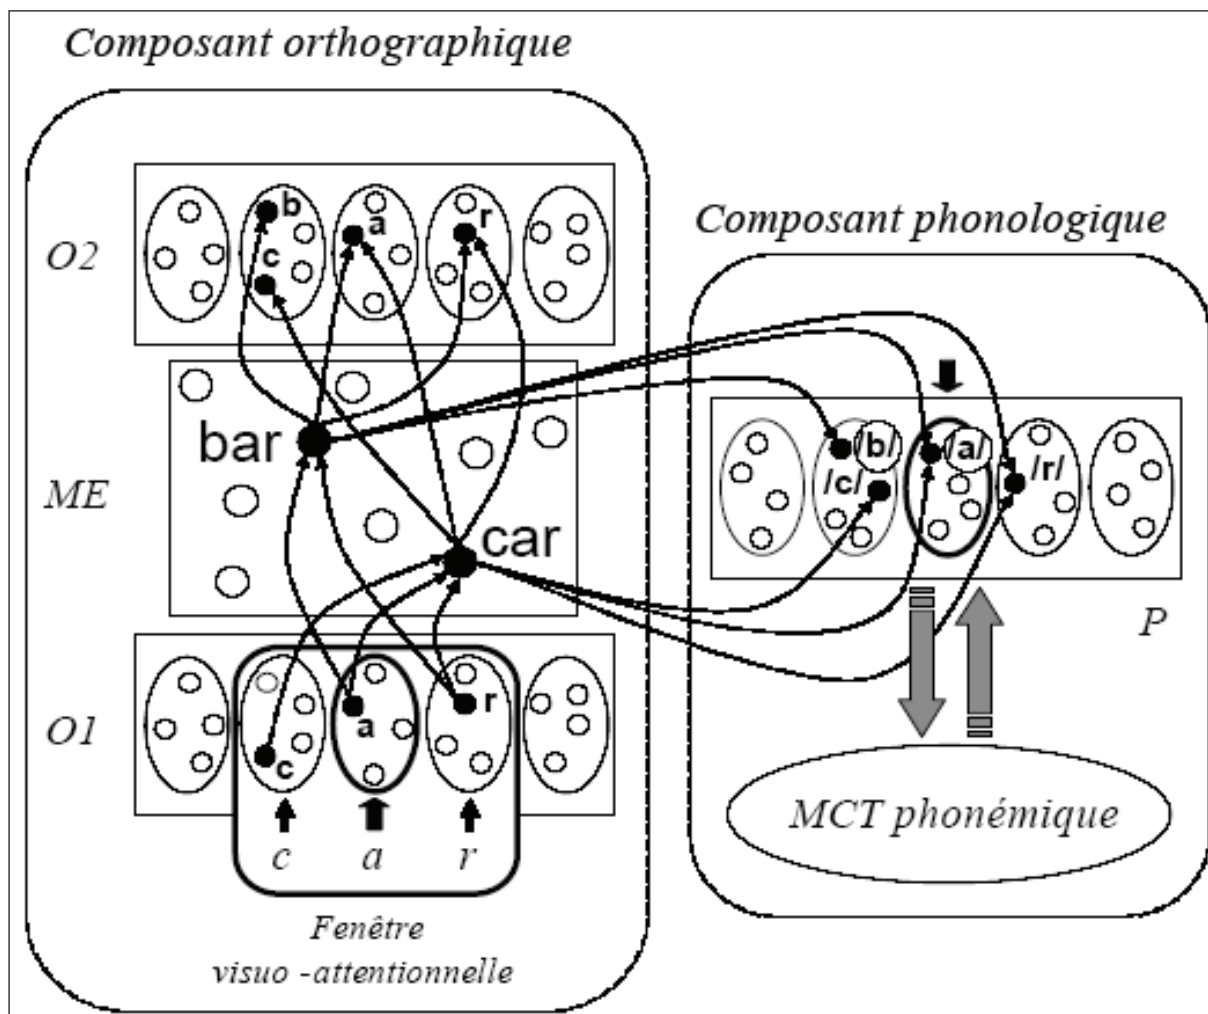 Composant orthographique
O2
b
c
a
r
ME
bar
car
O1
c
a
r
c
a
r
Fenêtre
visuo -attentionnelle
Composant phonologique
/b/
/c/
/a/
/r/
P
MCT phonémique